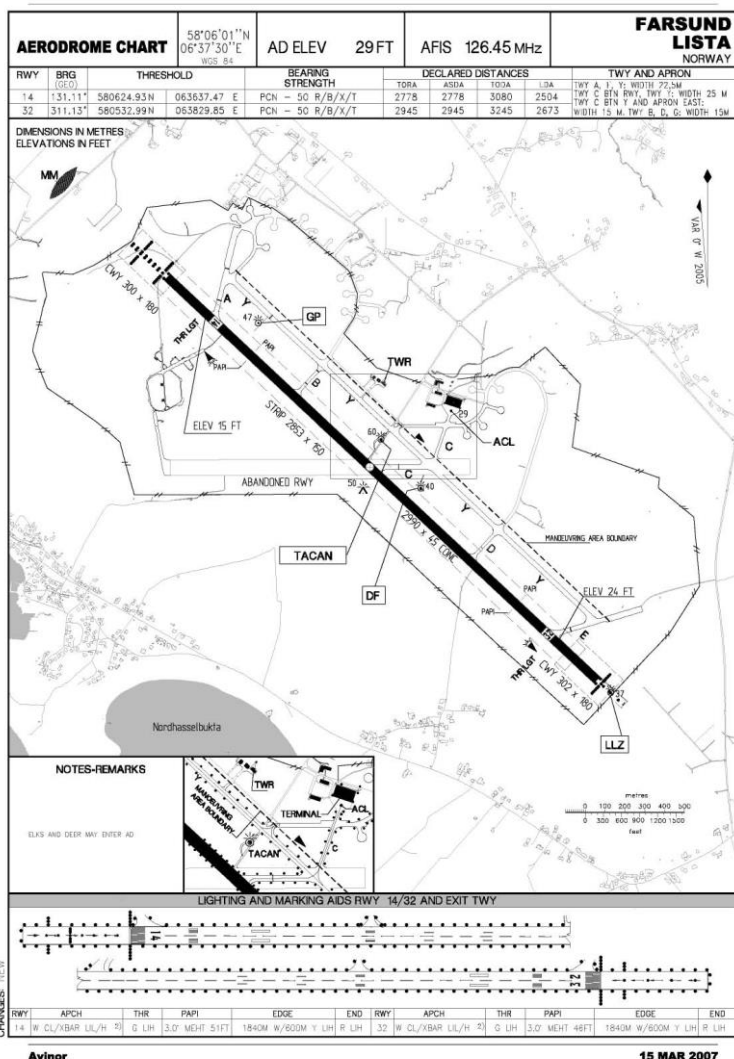 AERODROME CHART
58°06'01''N
06°37'30''E
WGS 84
AD ELEV 29 FT
AFIS 126.45 MHz
FARSUND
LISTA
NORWAY
RWY BRG (GEO) THRESHOLD BEARING STRENGTH DECLARED DISTANCES TWY AND APRON
TORA ASDA TODA LDA
14 131.11° 580624.93N 063637.47 E PCN - 50 R/B/X/T 2778 2778 3080 2504
32 311.13° 580532.99N 063829.85 E PCN - 50 R/B/X/T 2945 2945 3245 2673
TWY C BTN RWY, TWY Y: WIDTH 25 M
TWY C BTN Y AND APRON EAST:
WIDTH 15 M. TWY B, D, G: WIDTH 15M
DIMENSIONS IN METRES
ELEVATIONS IN FEET
MM
VAR 0° W 2005
CWY 300 x 180
A
Y
47
GP
THR LGT
PAPI
PAPI
TWR
B
Y
ELEV 15 FT
STRIP 2853 x 150
29
ACL
60
C
ABANDONED RWY
50
C
40
Y
TACAN
2990 x 45 CONC
MANOEUVRING AREA BOUNDARY
D
DF
Y
ELEV 24 FT
PAPI
PAPI
E
THR LGT
CWY 302 x 180
37
LLZ
Nordhasselbukta
NOTES-REMARKS
ELKS AND DEER MAY ENTER AD
Y
TWR
MANOEUVRING
AREA BOUNDARY
TERMINAL
ACL
TACAN
C
metres
0 100 200 300 400 500
0 300 600 900 1200 1500
feet
LIGHTING AND MARKING AIDS RWY 14/32 AND EXIT TWY
32
CHANGES: NEW
RWY APCH THR PAPI EDGE END RWY APCH THR PAPI EDGE END
14 W CL/XBAR LIL/H 2) G LIH 3.0° MEHT 51FT 1840M W/600M Y LIH R LIH 32 W CL/XBAR LIL/H 2) G LIH 3.0° MEHT 46FT 1840M W/600M Y LIH R LIH
Avinor
15 MAR 2007